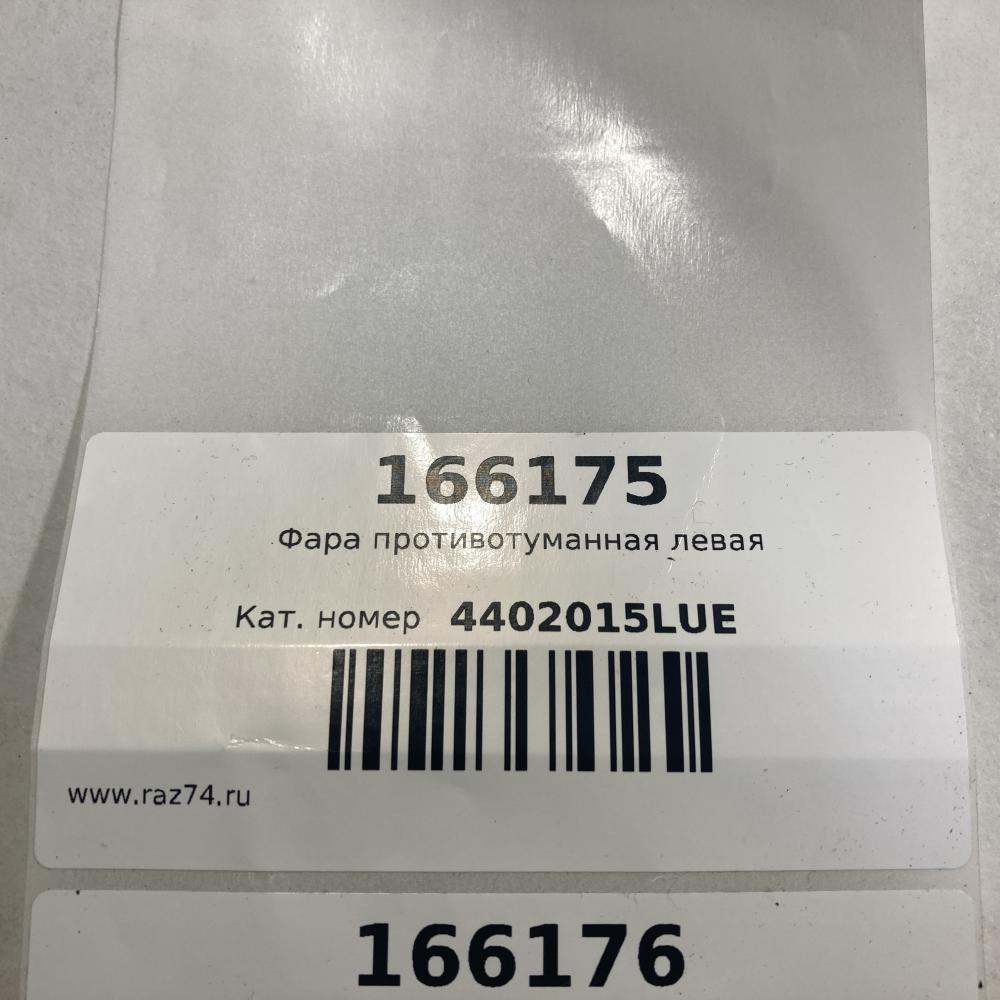 166175
Фара противотуманная левая
Кат. номер 4402015LUE
www.raz74.ru
166176